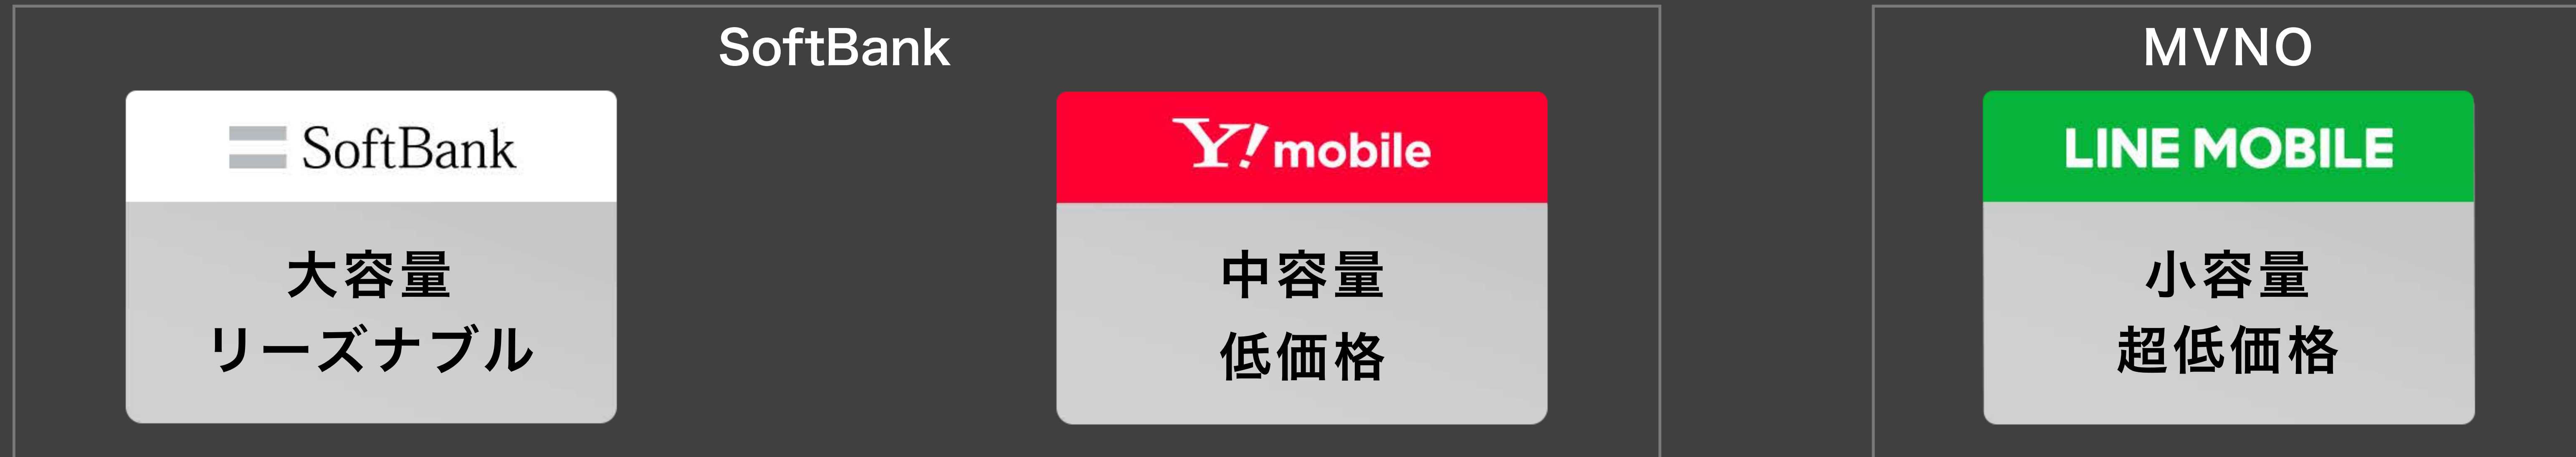 SoftBank
SoftBank
大容量
リーズナブル
Y!mobile
中容量
低価格
MVNO
LINE MOBILE
小容量
超低価格